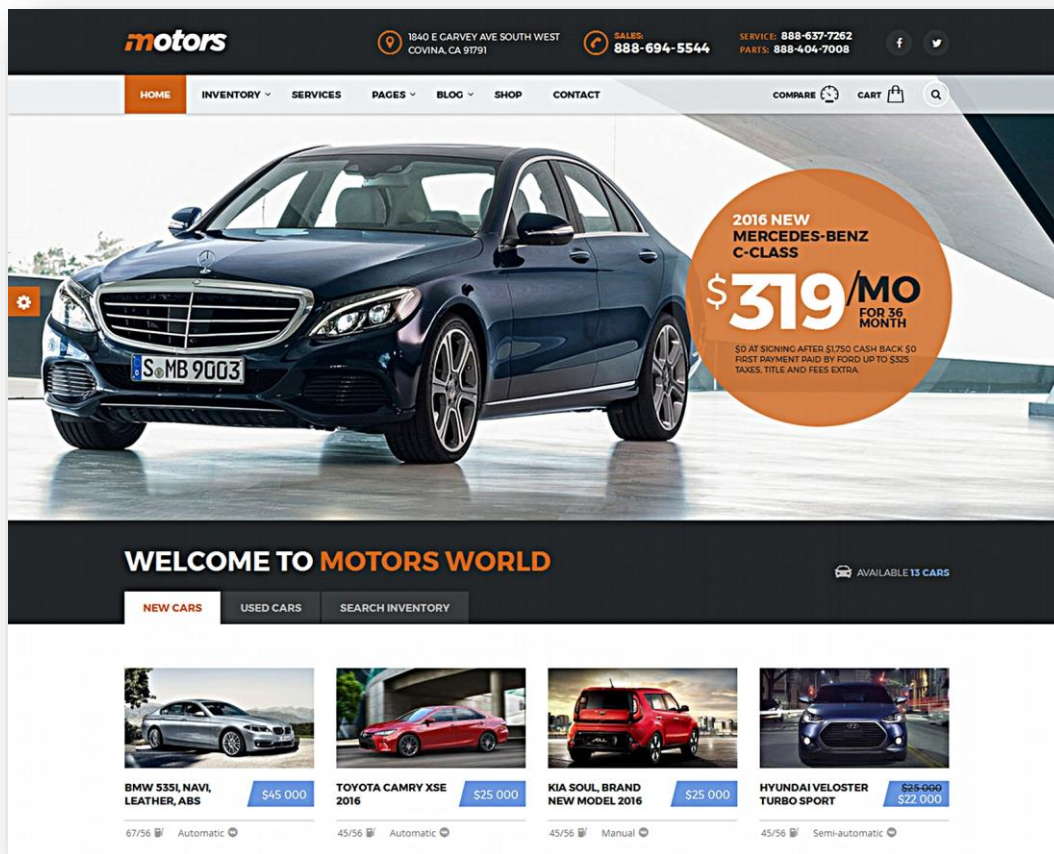 motors
1840 E GARVEY AVE SOUTH WEST
COVINA, CA 91791
SALES:
888-694-5544
SERVICE: 888-637-7262
PARTS: 888-404-7008
HOME INVENTORY SERVICES PAGES BLOG SHOP CONTACT COMPARE CART
2016 NEW
MERCEDES-BENZ
C-CLASS
$319/MO
FOR 36
MONTH
$0 AT SIGNING AFTER $1,750 CASH BACK $0
FIRST PAYMENT PAID BY FORD UP TO $325
TAXES, TITLE AND FEES EXTRA.
S MB 9003
WELCOME TO MOTORS WORLD
AVAILABLE 13 CARS
NEW CARS USED CARS SEARCH INVENTORY
BMW 535I, NAVI,
LEATHER, ABS
$45 000
67/56 Automatic
TOYOTA CAMRY XSE
2016
$25 000
45/56 Automatic
KIA SOUL, BRAND
NEW MODEL 2016
$25 000
45/56 Manual
HYUNDAI VELOSTER
TURBO SPORT
$25 000
$22 000
45/56 Semi-automatic